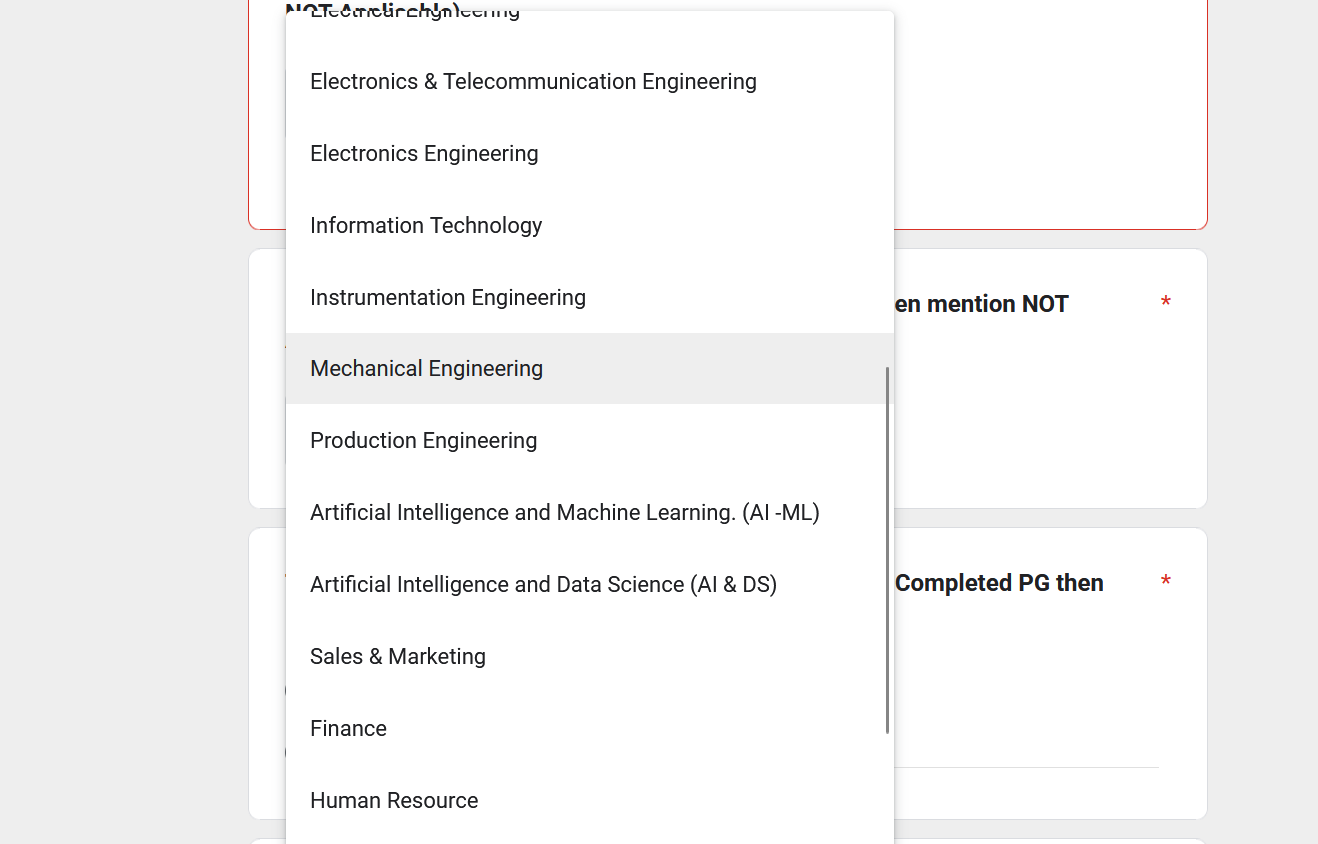 NOT Applicable)
Electrical Engineering
Electronics & Telecommunication Engineering
Electronics Engineering
Information Technology
Instrumentation Engineering
en mention NOT *
Mechanical Engineering
Production Engineering
Artificial Intelligence and Machine Learning. (AI -ML)
Artificial Intelligence and Data Science (AI & DS)
Completed PG then *
Sales & Marketing
Finance
Human Resource